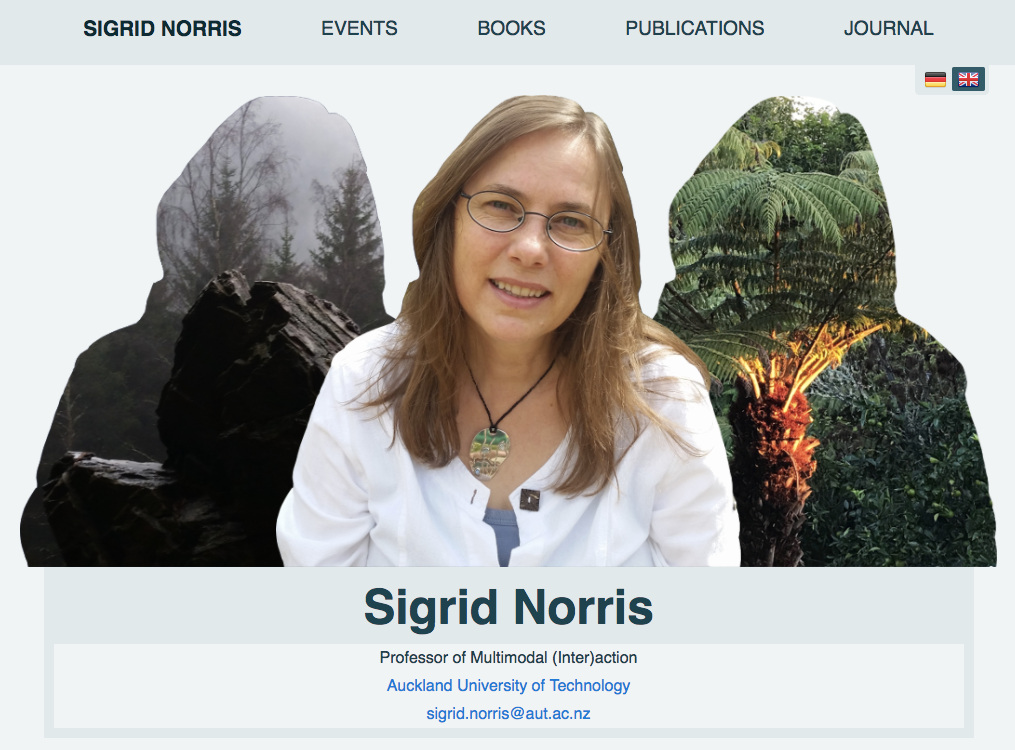 SIGRID NORRIS EVENTS BOOKS PUBLICATIONS JOURNAL
Sigrid Norris
Professor of Multimodal (Inter)action
Auckland University of Technology
sigrid.norris@aut.ac.nz